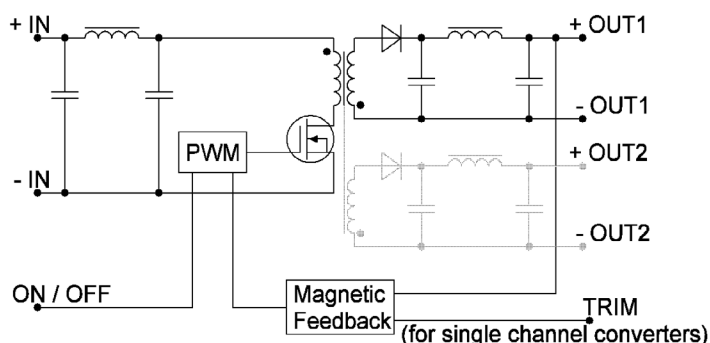 + IN
+ OUT1
- OUT1
PWM
+ OUT2
- IN
- OUT2
ON / OFF
Magnetic
Feedback
TRIM
(for single channel converters)